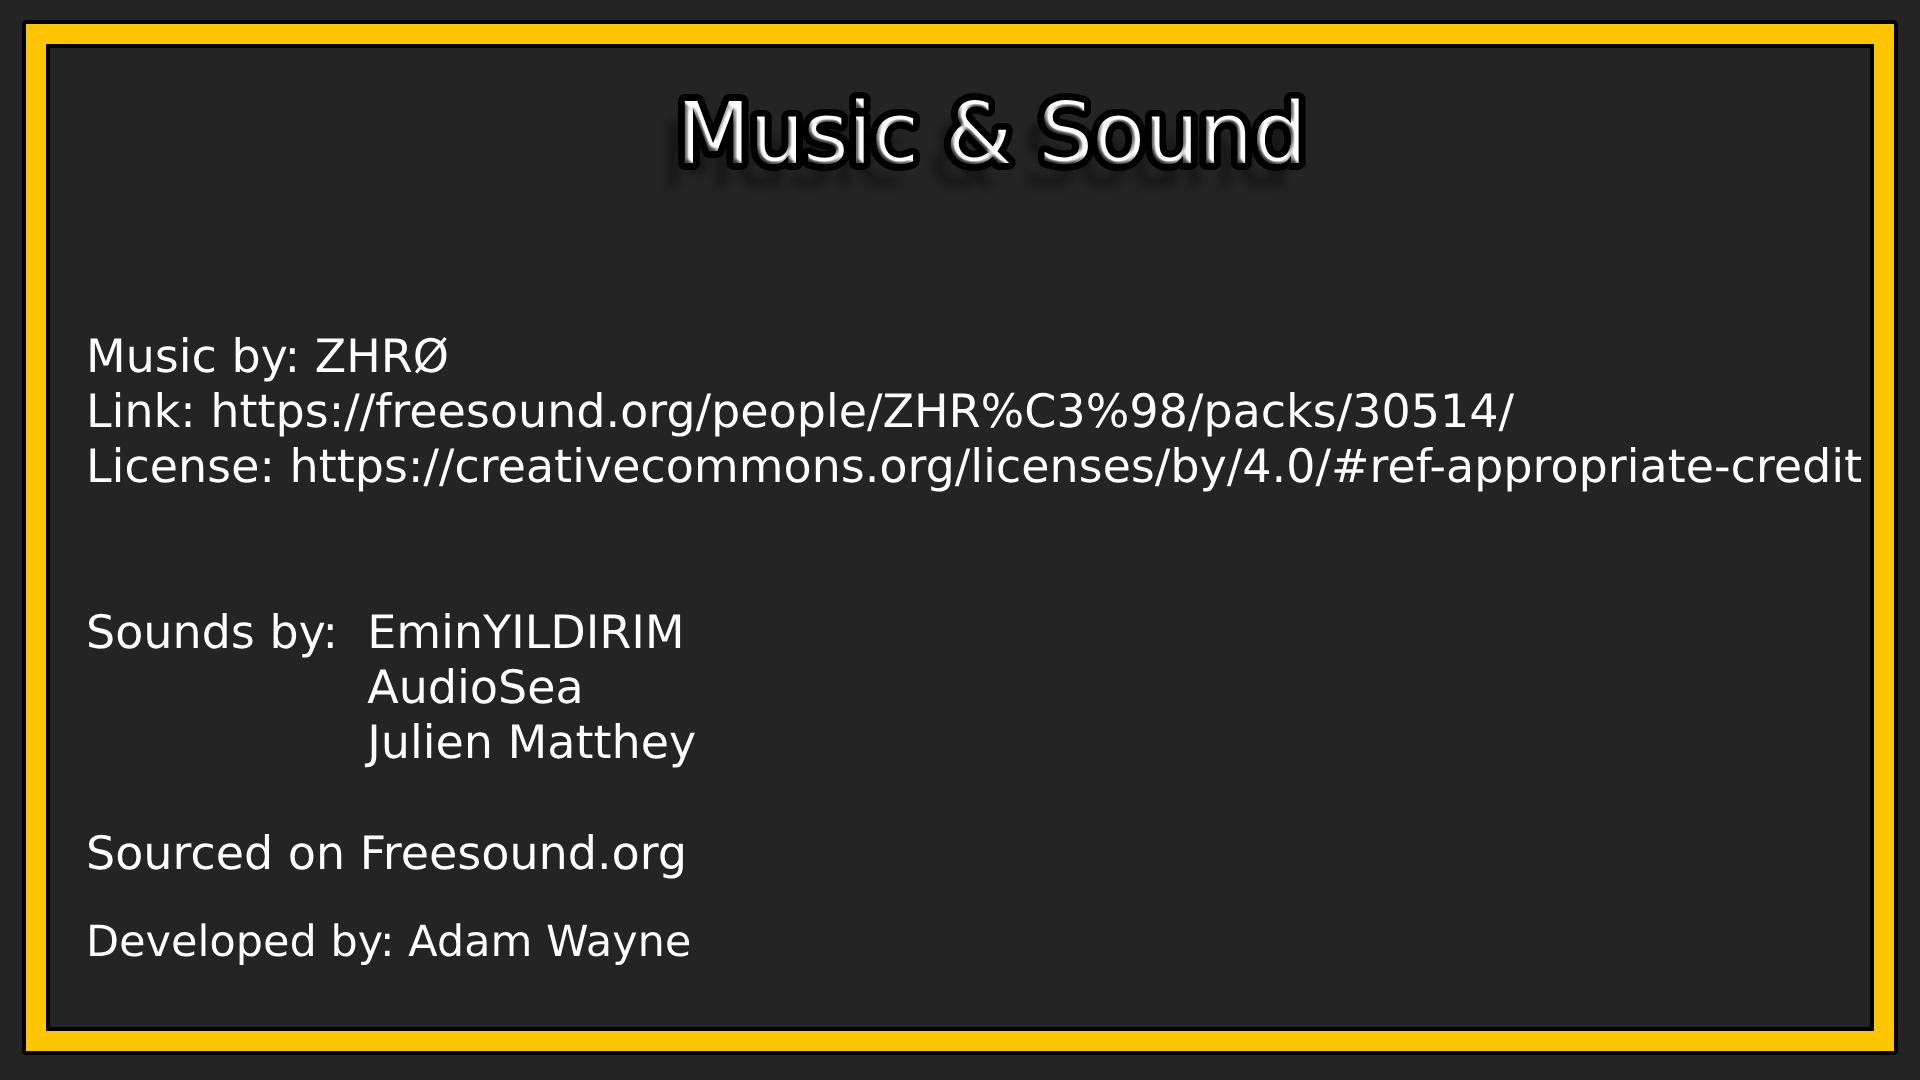 Music & Sound
Music by: ZHRØ
Link: https://freesound.org/people/ZHR%C3%98/packs/30514/
License: https://creativecommons.org/licenses/by/4.0/#ref-appropriate-credit
Sounds by: EminYILDIRIM
AudioSea
Julien Matthey
Sourced on Freesound.org
Developed by: Adam Wayne